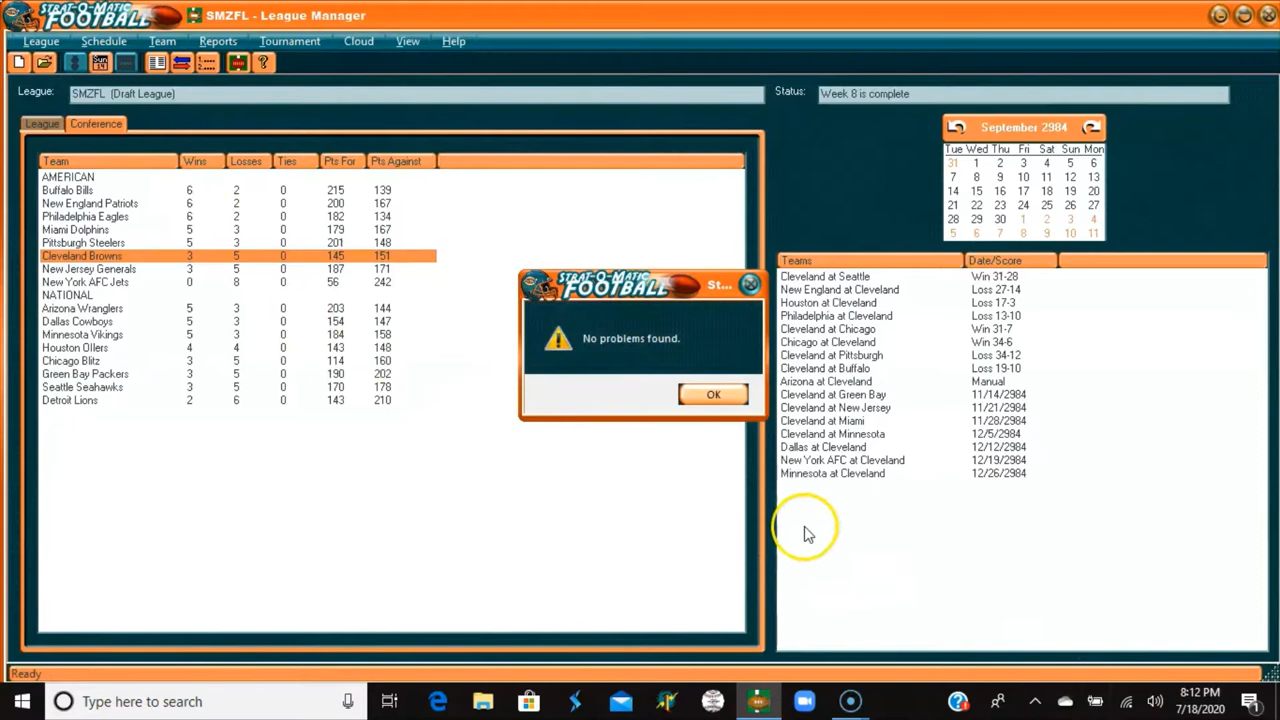 STRAT-O-MATIC FOOTBALL SMZFL - League Manager
League Schedule Team Reports Tournament Cloud View Help
League: SMZFL (Draft League) Status: Week 8 is complete
League Conference
Team Wins Losses Ties Pts For Pts Against
AMERICAN
Buffalo Bills 6 2 0 215 139
New England Patriots 6 2 0 200 167
Philadelphia Eagles 6 2 0 182 134
Miami Dolphins 5 3 0 179 167
Pittsburgh Steelers 5 3 0 201 148
Cleveland Browns 3 5 0 145 151
New Jersey Generals 3 5 0 187 171
New York AFC Jets 0 8 0 56 242
NATIONAL
Arizona Wranglers 5 3 0 203 144
Dallas Cowboys 5 3 0 154 147
Minnesota Vikings 5 3 0 184 158
Houston Oilers 4 4 0 143 148
Chicago Blitz 3 5 0 114 160
Green Bay Packers 3 5 0 190 202
Seattle Seahawks 3 5 0 170 178
Detroit Lions 2 6 0 143 210
STRAT-O-MATIC FOOTBALL St...
No problems found.
OK
September 2984
Tue Wed Thu Fri Sat Sun Mon
31 1 2 3 4 5 6
7 8 9 10 11 12 13
14 15 16 17 18 19 20
21 22 23 24 25 26 27
28 29 30 1 2 3 4
5 6 7 8 9 10 11
Teams Date/Score
Cleveland at Seattle Win 31-28
New England at Cleveland Loss 27-14
Houston at Cleveland Loss 17-3
Philadelphia at Cleveland Loss 13-10
Cleveland at Chicago Win 31-7
Chicago at Cleveland Win 34-6
Cleveland at Pittsburgh Loss 34-12
Cleveland at Buffalo Loss 19-10
Arizona at Cleveland Manual
Cleveland at Green Bay 11/14/2984
Cleveland at New Jersey 11/21/2984
Cleveland at Miami 11/28/2984
Cleveland at Minnesota 12/5/2984
Dallas at Cleveland 12/12/2984
New York AFC at Cleveland 12/19/2984
Minnesota at Cleveland 12/26/2984
Ready
Type here to search
8:12 PM
7/18/2020